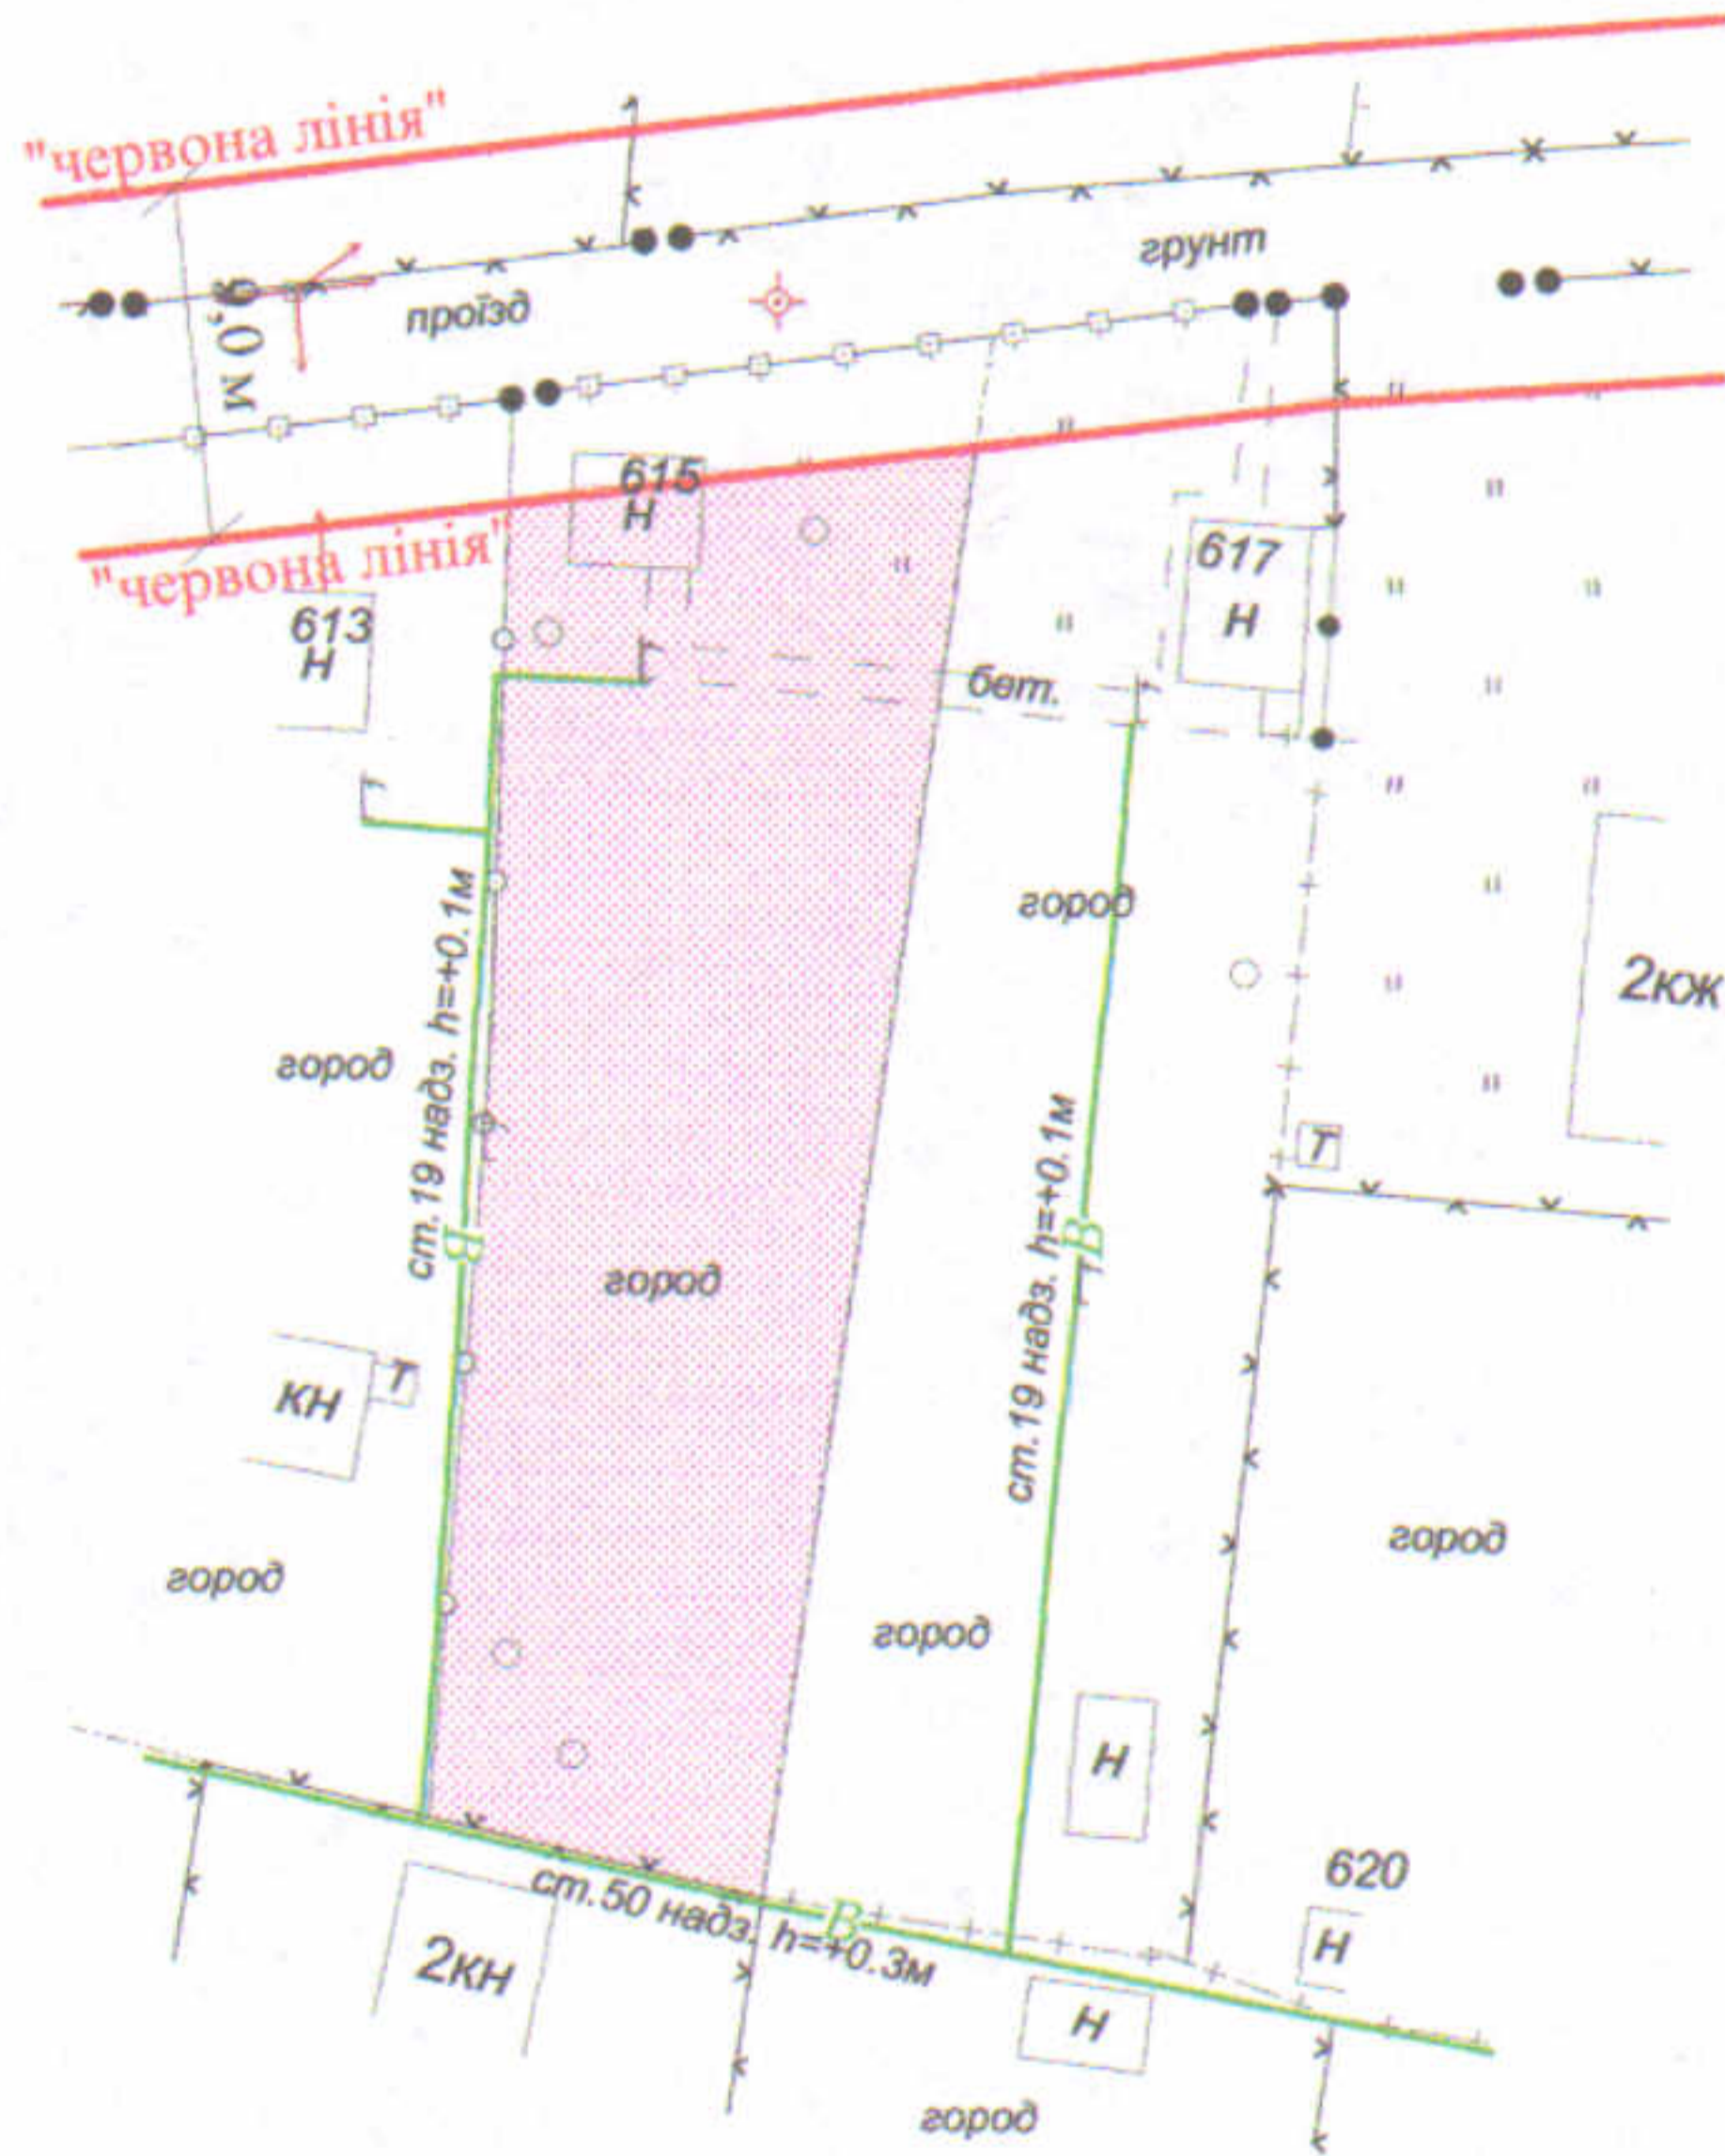 "червона лінія"
грунт
проїзд
9,0 м
615
Н
"червона лінія"
617
Н
613
Н
бет.
город
2кж
ст.19 надз. h=+0.1м
город
Т
ст.19 надз. h=+0.1м
В
В
город
Т
КН
город
город
город
Н
620
ст.50 надз. h=+0.3м
В
Н
2КН
Н
город